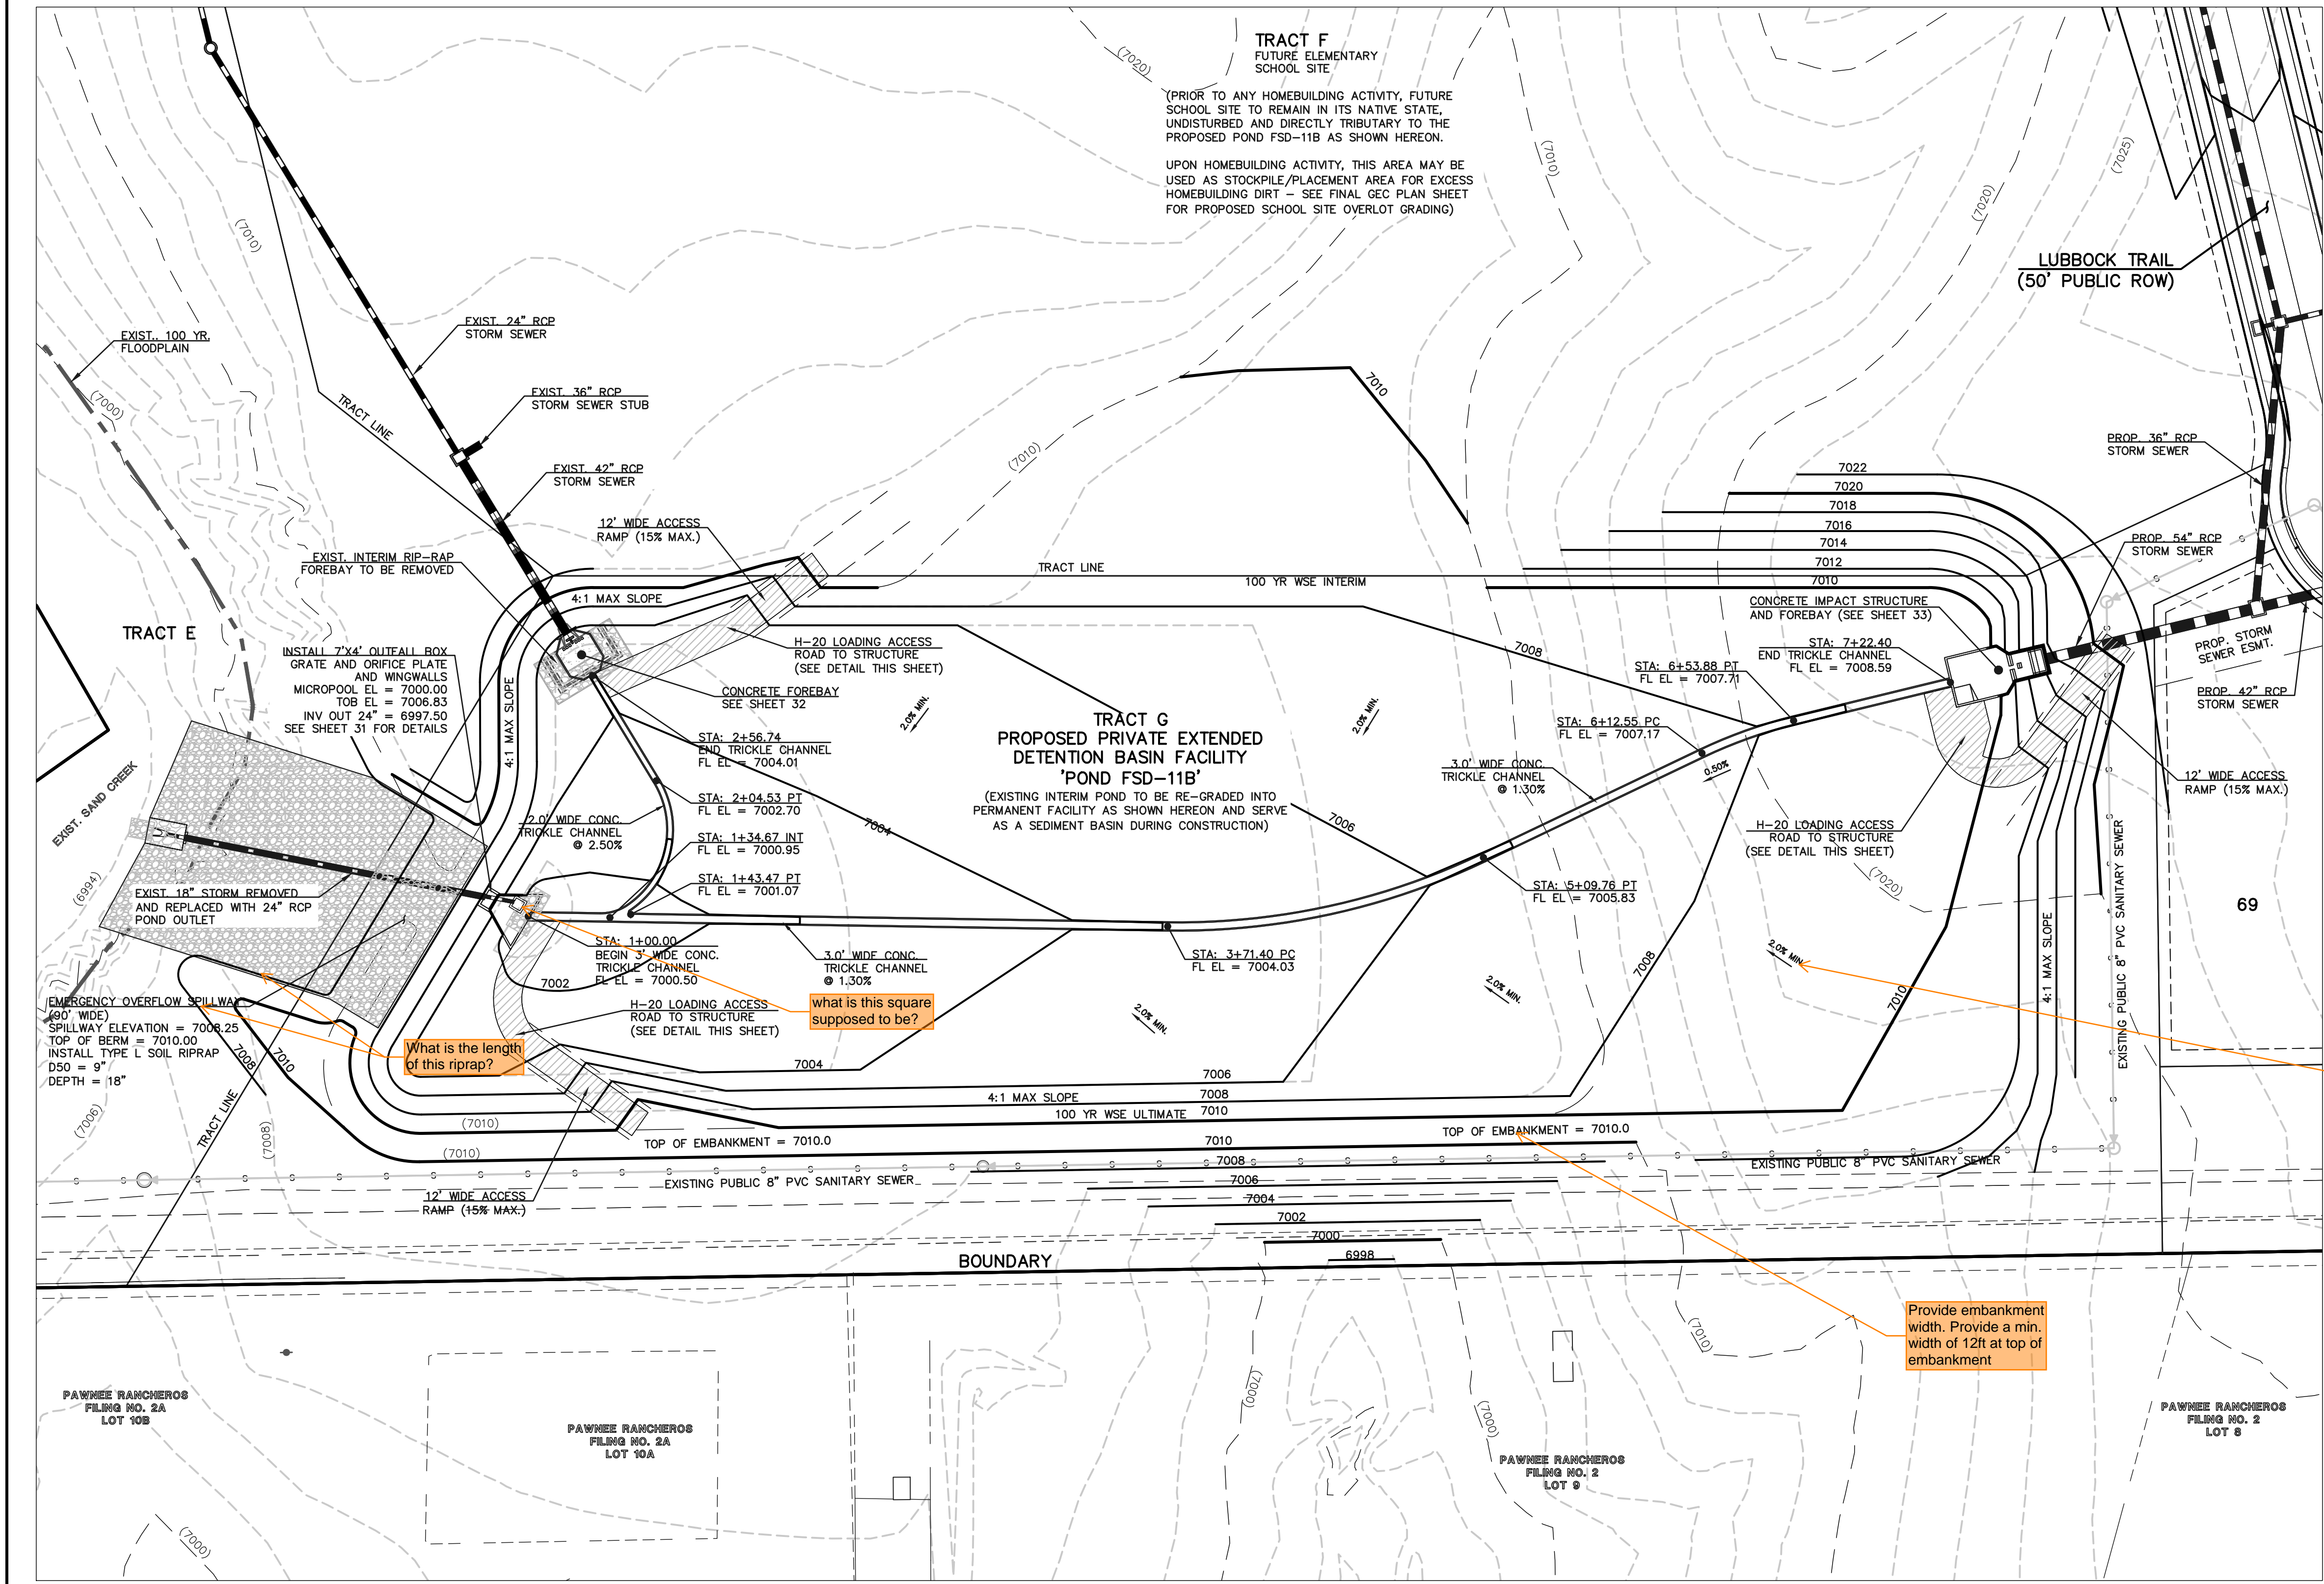 TRACT F
FUTURE ELEMENTARY
SCHOOL SITE
(PRIOR TO ANY HOMEBUILDING ACTIVITY, FUTURE
SCHOOL SITE TO REMAIN IN ITS NATIVE STATE,
UNDISTURBED AND DIRECTLY TRIBUTARY TO THE
PROPOSED POND FSD-11B AS SHOWN HEREON.
UPON HOMEBUILDING ACTIVITY, THIS AREA MAY BE
USED AS STOCKPILE/PLACEMENT AREA FOR EXCESS
HOMEBUILDING DIRT – SEE FINAL GEC PLAN SHEET
FOR PROPOSED SCHOOL SITE OVERLOT GRADING)
(7020)
(7010)
(7010)
(7020)
(7025)
LUBBOCK TRAIL
(50' PUBLIC ROW)
EXIST.. 100 YR.
FLOODPLAIN
(7000)
EXIST. 24" RCP
STORM SEWER
EXIST. 36" RCP
STORM SEWER STUB
TRACT LINE
EXIST. 42" RCP
STORM SEWER
(7010)
7010
PROP. 36" RCP
STORM SEWER
12' WIDE ACCESS
RAMP (15% MAX.)
EXIST. INTERIM RIP-RAP
FOREBAY TO BE REMOVED
TRACT LINE
100 YR WSE INTERIM
4:1 MAX SLOPE
7022
7020
7018
7016
7014
7012
7010
PROP. 54" RCP
STORM SEWER
CONCRETE IMPACT STRUCTURE
AND FOREBAY (SEE SHEET 33)
TRACT E
INSTALL 7'X4' OUTFALL BOX
GRATE AND ORIFICE PLATE
AND WINGWALLS
MICROPOOL EL = 7000.00
TOB EL = 7006.83
INV OUT 24" = 6997.50
SEE SHEET 31 FOR DETAILS
4:1 MAX SLOPE
H-20 LOADING ACCESS
ROAD TO STRUCTURE
(SEE DETAIL THIS SHEET)
CONCRETE FOREBAY
SEE SHEET 32
2.0% MIN.
2.0% MIN.
7008
STA: 7+22.40
END TRICKLE CHANNEL
FL EL = 7008.59
STA: 6+53.88 PT
FL EL = 7007.71
STA: 6+12.55 PC
FL EL = 7007.17
PROP. STORM
SEWER ESMT.
PROP. 42" RCP
STORM SEWER
STA: 2+56.74
END TRICKLE CHANNEL
FL EL = 7004.01
TRACT G
PROPOSED PRIVATE EXTENDED
DETENTION BASIN FACILITY
'POND FSD-11B'
(EXISTING INTERIM POND TO BE RE-GRADED INTO
PERMANENT FACILITY AS SHOWN HEREON AND SERVE
AS A SEDIMENT BASIN DURING CONSTRUCTION)
3.0' WIDE CONC.
TRICKLE CHANNEL
@ 1.30%
0.50%
12' WIDE ACCESS
RAMP (15% MAX.)
EXIST. SAND CREEK
STA: 2+04.53 PT
FL EL = 7002.70
2.0' WIDE CONC.
TRICKLE CHANNEL
@ 2.50%
STA: 1+34.67 INT
FL EL = 7000.95
7004
7006
H-20 LOADING ACCESS
ROAD TO STRUCTURE
(SEE DETAIL THIS SHEET)
STA: 1+43.47 PT
FL EL = 7001.07
(6994)
EXIST. 18" STORM REMOVED
AND REPLACED WITH 24" RCP
POND OUTLET
STA: 5+09.76 PT
FL EL = 7005.83
(7020)
69
EXISTING PUBLIC 8" PVC SANITARY SEWER
4:1 MAX SLOPE
STA: 1+00.00
BEGIN 3' WIDE CONC.
TRICKLE CHANNEL
FL EL = 7000.50
7002
3.0' WIDE CONC.
TRICKLE CHANNEL
@ 1.30%
STA: 3+71.40 PC
FL EL = 7004.03
7008
2.0% MIN.
2.0% MIN.
2.0% MIN.
7010
EMERGENCY OVERFLOW SPILLWAY
(90' WIDE)
SPILLWAY ELEVATION = 7008.25
TOP OF BERM = 7010.00
INSTALL TYPE L SOIL RIPRAP
D50 = 9"
DEPTH = 18"
H-20 LOADING ACCESS
ROAD TO STRUCTURE
(SEE DETAIL THIS SHEET)
what is this square
supposed to be?
What is the length
of this riprap?
7008
7010
7004
7006
4:1 MAX SLOPE
7008
100 YR WSE ULTIMATE
7010
(7006)
TRACT LINE
(7008)
(7010)
(7010)
TOP OF EMBANKMENT = 7010.0
7010
TOP OF EMBANKMENT = 7010.0
7008
EXISTING PUBLIC 8" PVC SANITARY SEWER
EXISTING PUBLIC 8" PVC SANITARY SEWER
12' WIDE ACCESS
RAMP (15% MAX.)
7006
7004
7002
7000
6998
BOUNDARY
Provide embankment
width. Provide a min.
width of 12ft at top of
embankment
(7010)
(7000)
(7000)
(7000)
PAWNEE RANCHEROS
FILING NO. 2A
LOT 10B
PAWNEE RANCHEROS
FILING NO. 2A
LOT 10A
PAWNEE RANCHEROS
FILING NO. 2
LOT 9
PAWNEE RANCHEROS
FILING NO. 2
LOT 8